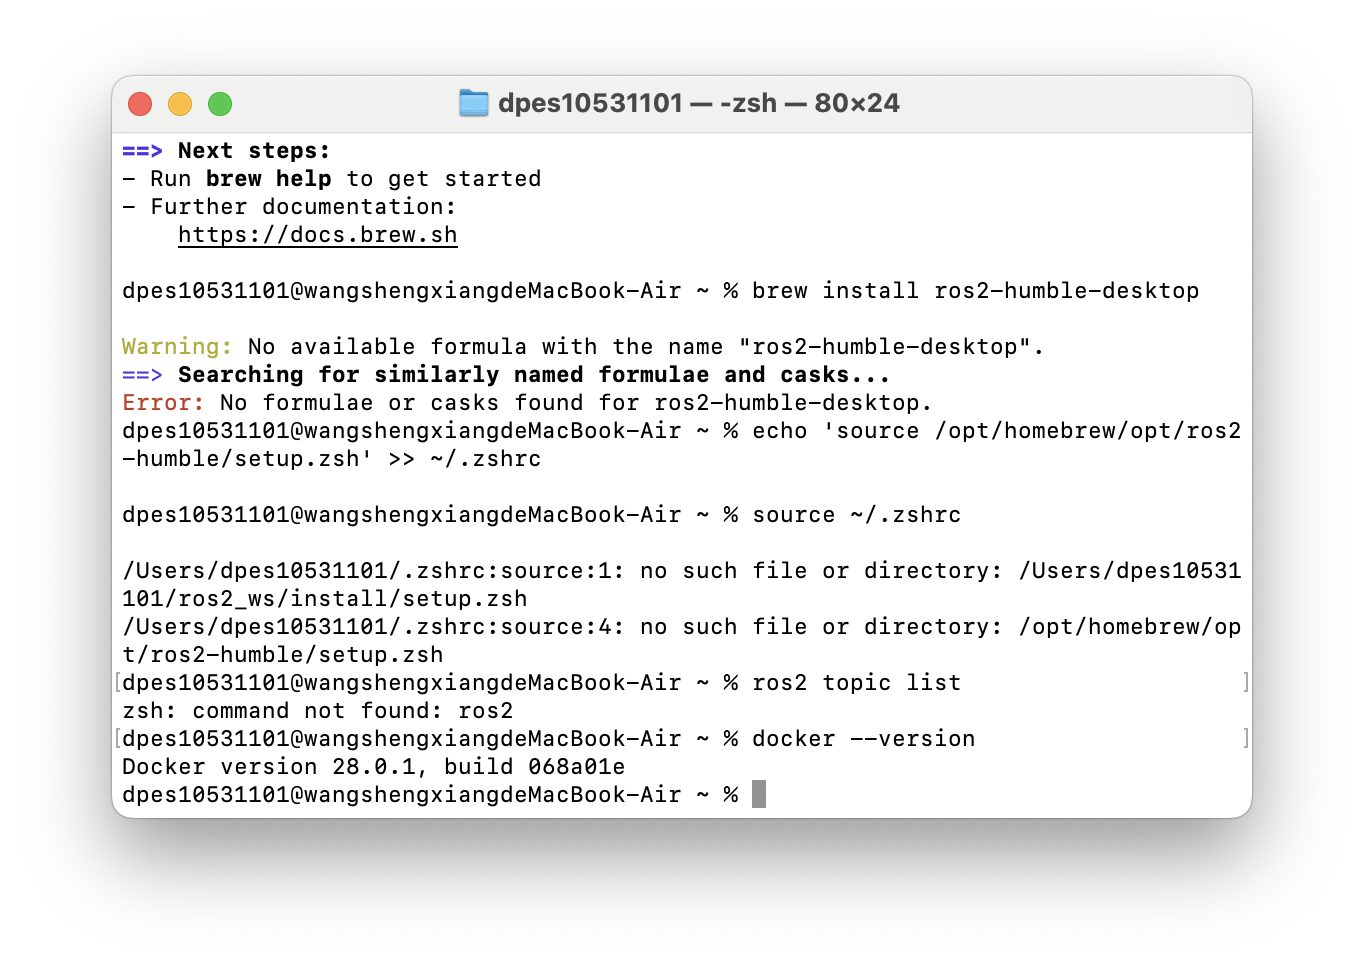 dpes10531101 — -zsh — 80×24
==> Next steps:
- Run brew help to get started
- Further documentation:
    https://docs.brew.sh
dpes10531101@wangshengxiangdeMacBook-Air ~ % brew install ros2-humble-desktop
Warning: No available formula with the name "ros2-humble-desktop".
==> Searching for similarly named formulae and casks...
Error: No formulae or casks found for ros2-humble-desktop.
dpes10531101@wangshengxiangdeMacBook-Air ~ % echo 'source /opt/homebrew/opt/ros2
-humble/setup.zsh' >> ~/.zshrc
dpes10531101@wangshengxiangdeMacBook-Air ~ % source ~/.zshrc
/Users/dpes10531101/.zshrc:source:1: no such file or directory: /Users/dpes10531
101/ros2_ws/install/setup.zsh
/Users/dpes10531101/.zshrc:source:4: no such file or directory: /opt/homebrew/op
t/ros2-humble/setup.zsh
[dpes10531101@wangshengxiangdeMacBook-Air ~ % ros2 topic list ]
zsh: command not found: ros2
[dpes10531101@wangshengxiangdeMacBook-Air ~ % docker --version ]
Docker version 28.0.1, build 068a01e
dpes10531101@wangshengxiangdeMacBook-Air ~ %